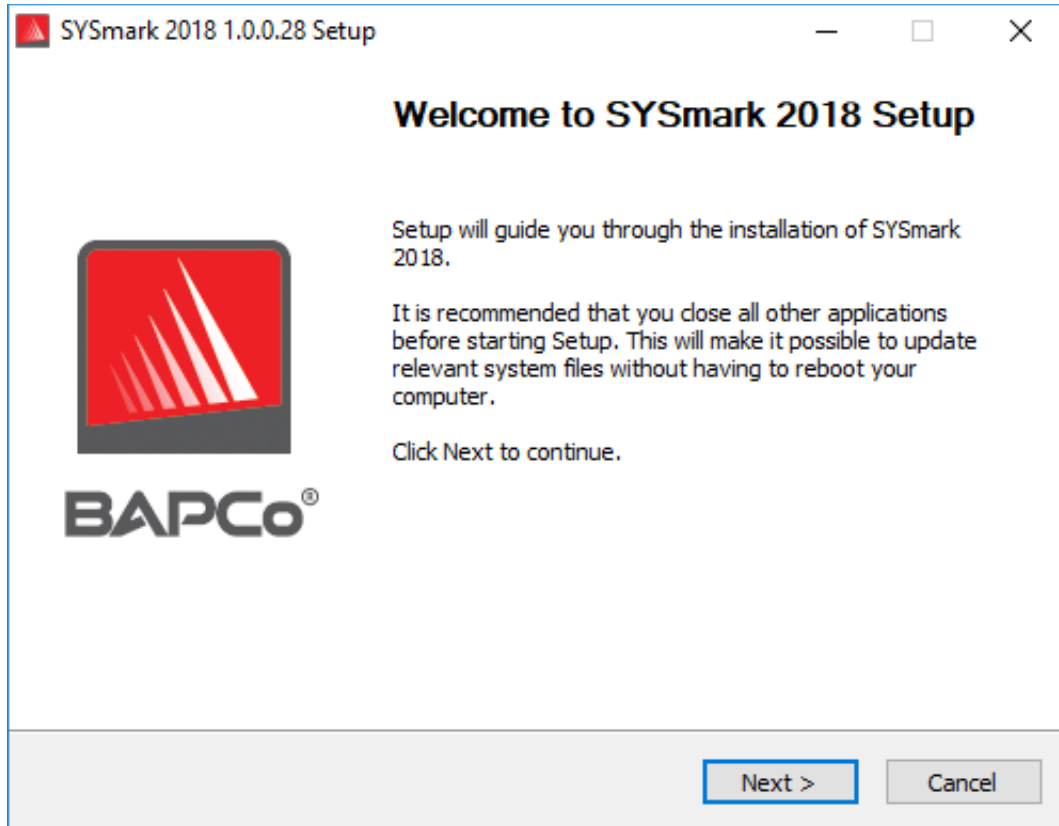 SYSmark 2018 1.0.0.28 Setup
Welcome to SYSmark 2018 Setup
Setup will guide you through the installation of SYSmark
2018.
It is recommended that you close all other applications
before starting Setup. This will make it possible to update
relevant system files without having to reboot your
computer.
Click Next to continue.
BAPCo®
Next >
Cancel